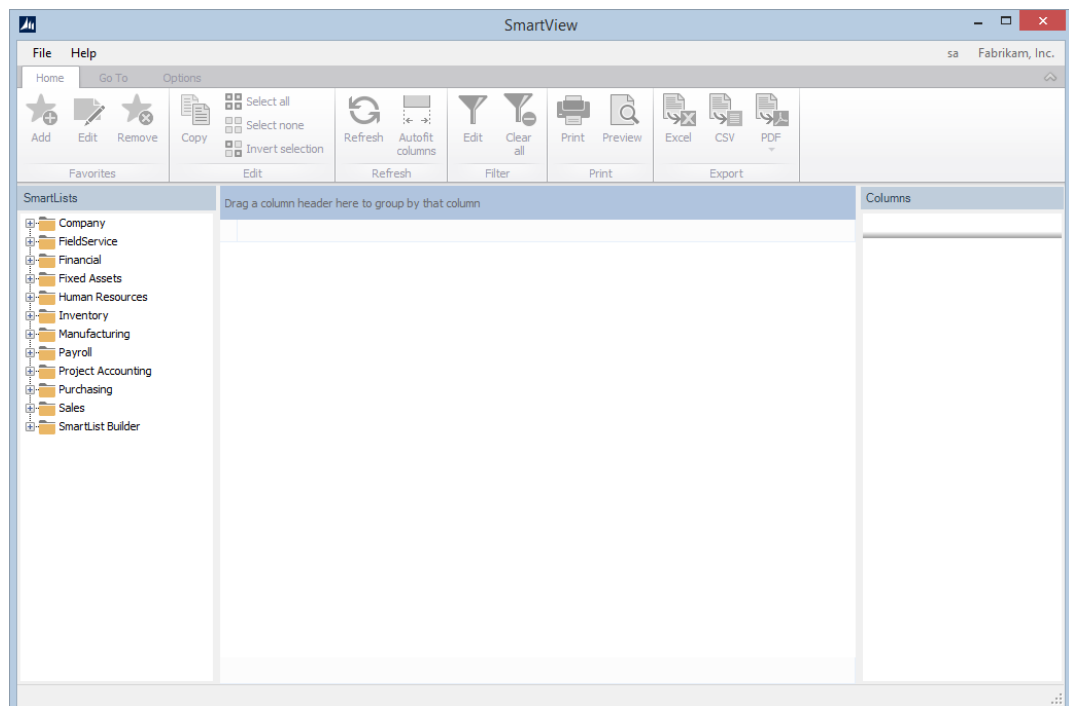 SmartView
File Help sa Fabrikam, Inc.
Home Go To Options
Add Edit Remove Copy Select all Select none Invert selection Refresh Autofit columns Edit Clear all Print Preview Excel CSV PDF
Favorites Edit Refresh Filter Print Export
SmartLists
Company
FieldService
Financial
Fixed Assets
Human Resources
Inventory
Manufacturing
Payroll
Project Accounting
Purchasing
Sales
SmartList Builder
Drag a column header here to group by that column
Columns